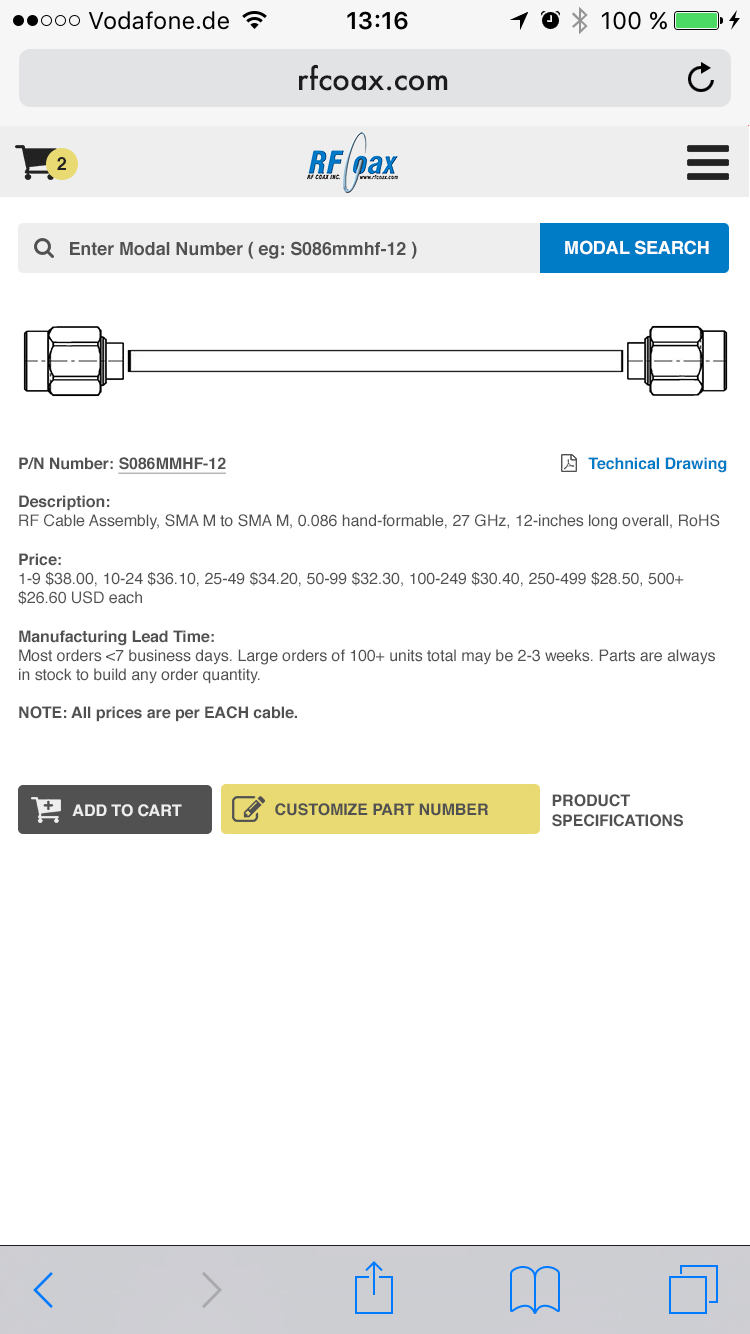 Vodafone.de 13:16 100 %
rfcoax.com
2
RF Coax
RF COAX INC. www.rfcoax.com
Enter Modal Number ( eg: S086mmhf-12 )
MODAL SEARCH
P/N Number: S086MMHF-12
Technical Drawing
Description:
RF Cable Assembly, SMA M to SMA M, 0.086 hand-formable, 27 GHz, 12-inches long overall, RoHS
Price:
1-9 $38.00, 10-24 $36.10, 25-49 $34.20, 50-99 $32.30, 100-249 $30.40, 250-499 $28.50, 500+
$26.60 USD each
Manufacturing Lead Time:
Most orders <7 business days. Large orders of 100+ units total may be 2-3 weeks. Parts are always
in stock to build any order quantity.
NOTE: All prices are per EACH cable.
ADD TO CART
CUSTOMIZE PART NUMBER
PRODUCT
SPECIFICATIONS